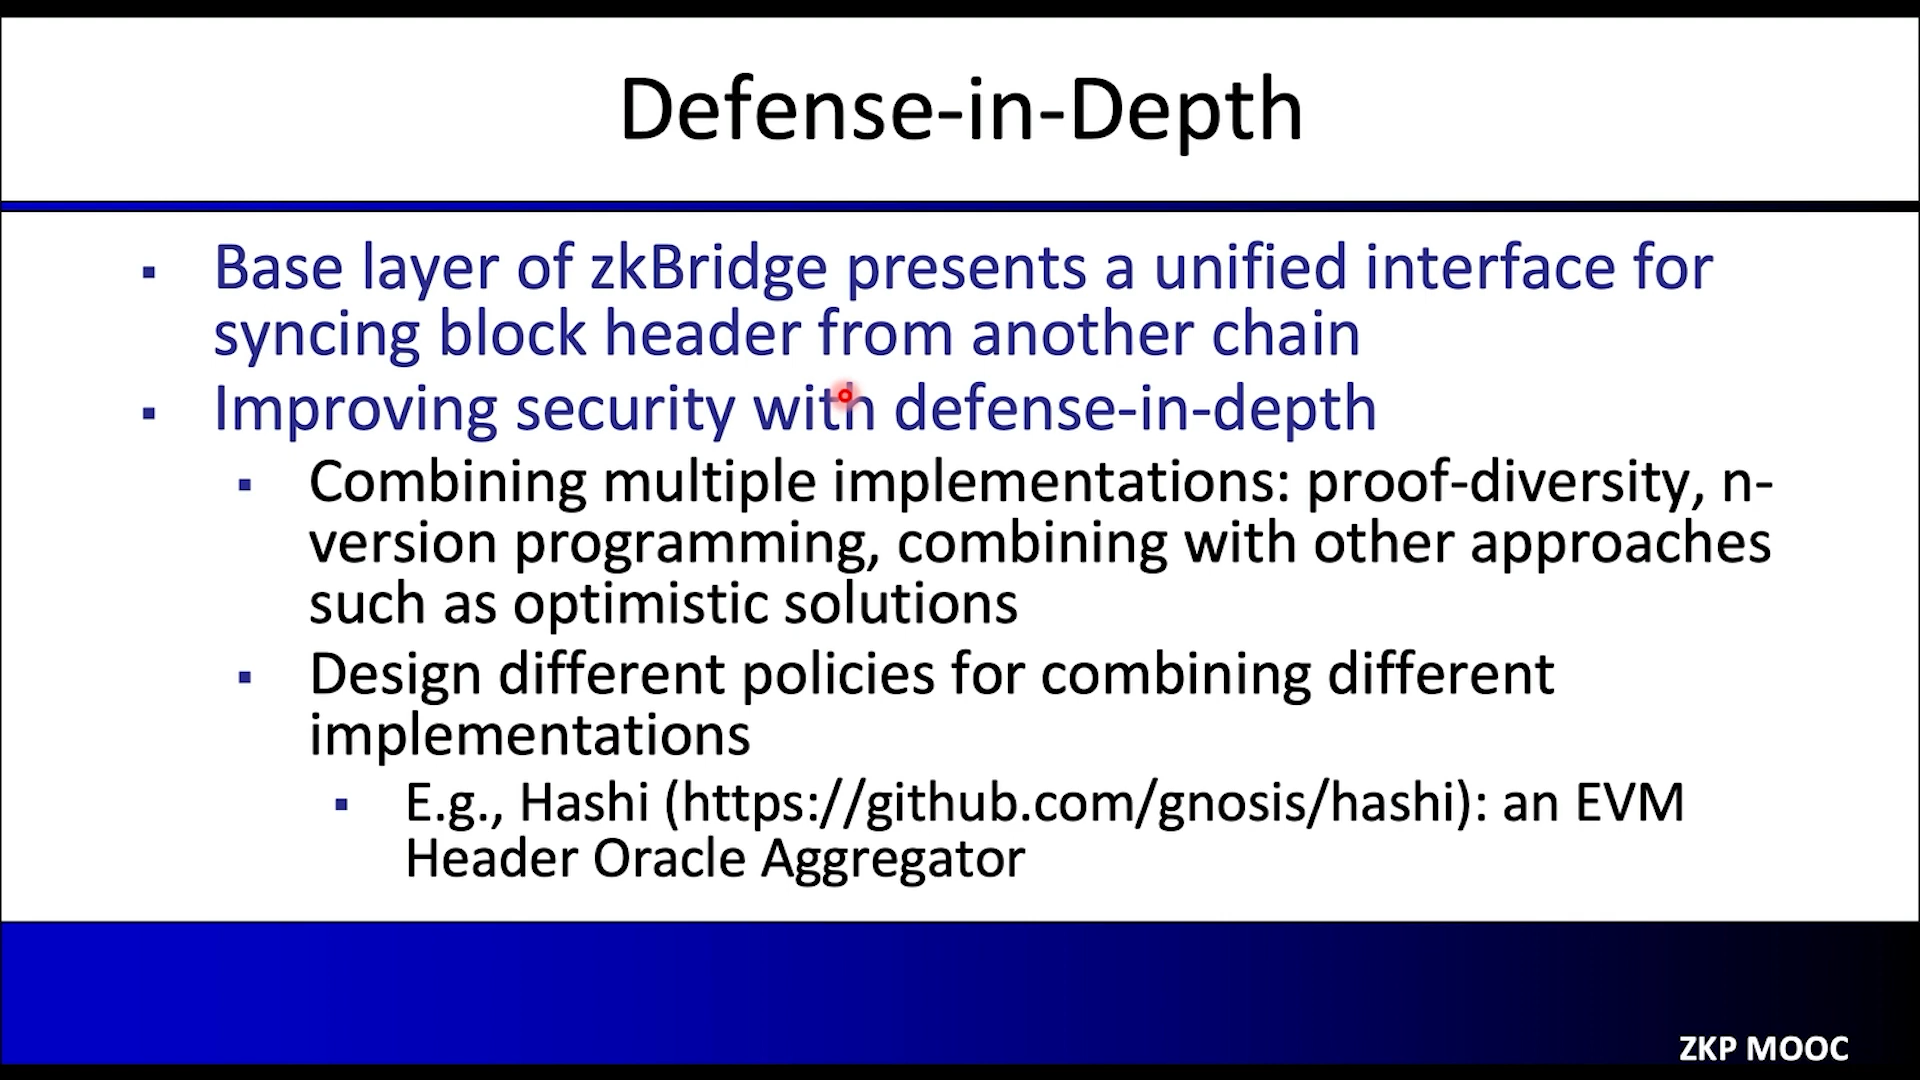 Defense-in-Depth
▪ Base layer of zkBridge presents a unified interface for
syncing block header from another chain
▪ Improving security with defense-in-depth
▪ Combining multiple implementations: proof-diversity, n-
version programming, combining with other approaches
such as optimistic solutions
▪ Design different policies for combining different
implementations
▪ E.g., Hashi (https://github.com/gnosis/hashi): an EVM
Header Oracle Aggregator
ZKP MOOC